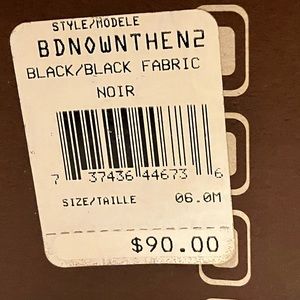 STYLE/MODELE
BDNOWNTHEN2
BLACK/BLACK FABRIC
NOIR
7 37436 44673 6
SIZE/TAILLE 06.0M
$90.00